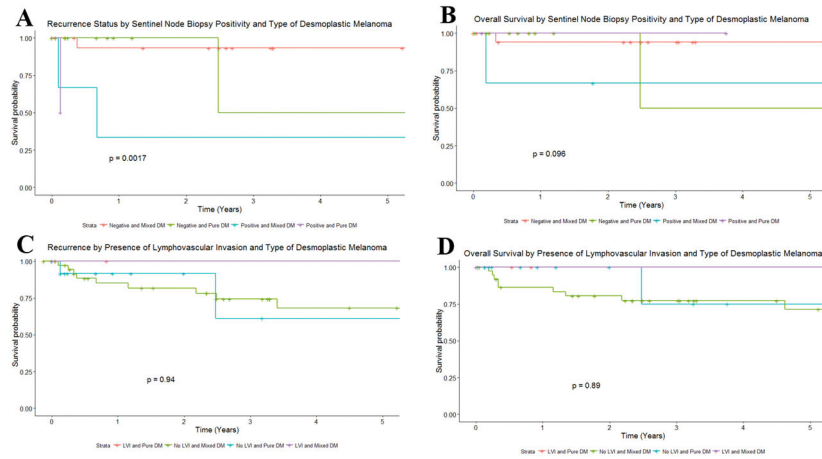 A
Recurrence Status by Sentinel Node Biopsy Positivity and Type of Desmoplastic Melanoma
Survival probability
1.00
0.75
0.50
0.25
0.00
p = 0.0017
0 1 2 3 4 5
Time (Years)
Strata Negative and Mixed DM Negative and Pure DM Positive and Mixed DM Positive and Pure DM
B
Overall Survival by Sentinel Node Biopsy Positivity and Type of Desmoplastic Melanoma
Survival probability
1.00
0.75
0.50
0.25
0.00
p = 0.096
0 1 2 3 4 5
Time (Years)
Strata Negative and Mixed DM Negative and Pure DM Positive and Mixed DM Positive and Pure DM
C
Recurrence by Presence of Lymphovascular Invasion and Type of Desmoplastic Melanoma
Survival probability
1.00
0.75
0.50
0.25
0.00
p = 0.94
0 1 2 3 4 5
Time (Years)
Strata LVI and Pure DM No LVI and Mixed DM No LVI and Pure DM LVI and Mixed DM
D
Overall Survival by Presence of Lymphovascular Invasion and Type of Desmoplastic Melanoma
Survival probability
1.00
0.75
0.50
0.25
0.00
p = 0.89
0 1 2 3 4 5
Time (Years)
Strata LVI and Pure DM No LVI and Mixed DM No LVI and Pure DM LVI and Mixed DM